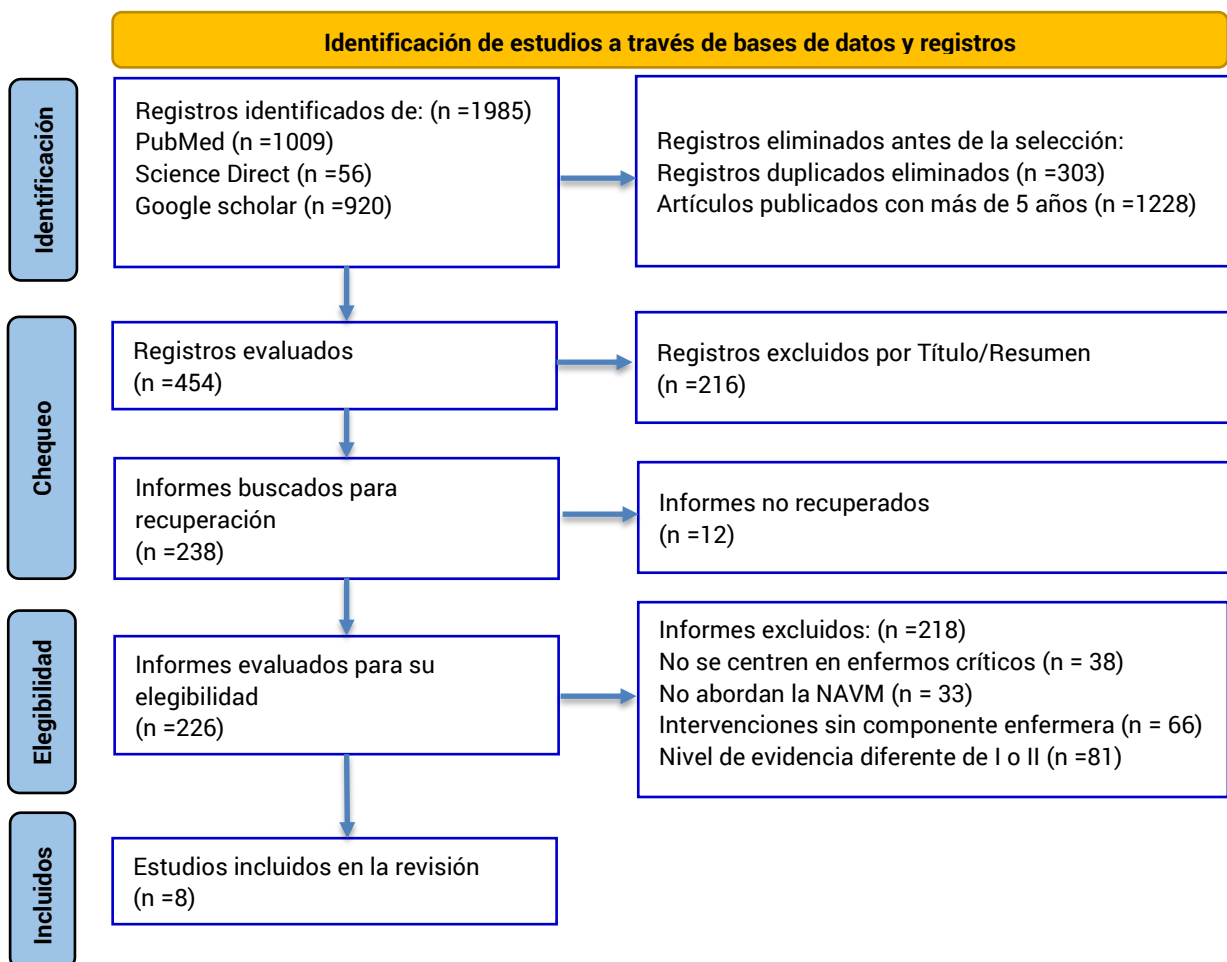 Identificación de estudios a través de bases de datos y registros
Identificación
Registros identificados de: (n =1985)
PubMed (n =1009)
Science Direct (n =56)
Google scholar (n =920)
Registros eliminados antes de la selección:
Registros duplicados eliminados (n =303)
Artículos publicados con más de 5 años (n =1228)
Chequeo
Registros evaluados
(n =454)
Registros excluidos por Título/Resumen
(n =216)
Informes buscados para
recuperación
(n =238)
Informes no recuperados
(n =12)
Elegibilidad
Informes evaluados para su
elegibilidad
(n =226)
Informes excluidos: (n =218)
No se centren en enfermos críticos (n = 38)
No abordan la NAVM (n = 33)
Intervenciones sin componente enfermera (n = 66)
Nivel de evidencia diferente de I o II (n =81)
Incluidos
Estudios incluidos en la revisión
(n =8)